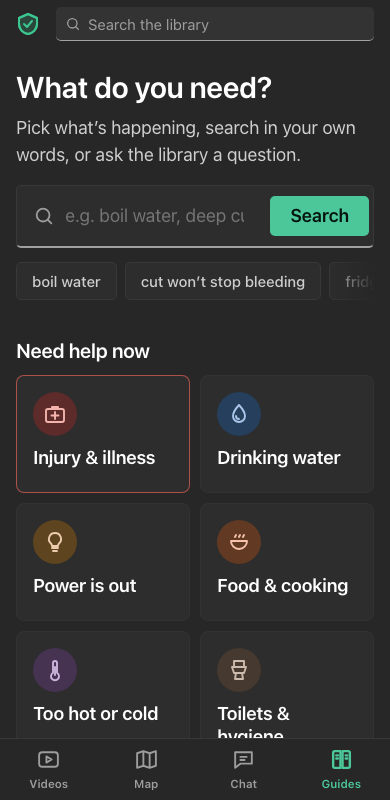 Search the library
What do you need?
Pick what’s happening, search in your own
words, or ask the library a question.
e.g. boil water, deep
Search
boil water
cut won’t stop bleeding
Need help now
Injury & illness
Drinking water
Power is out
Food & cooking
Too hot or cold
Toilets &
hygiene
Videos
Map
Chat
Guides